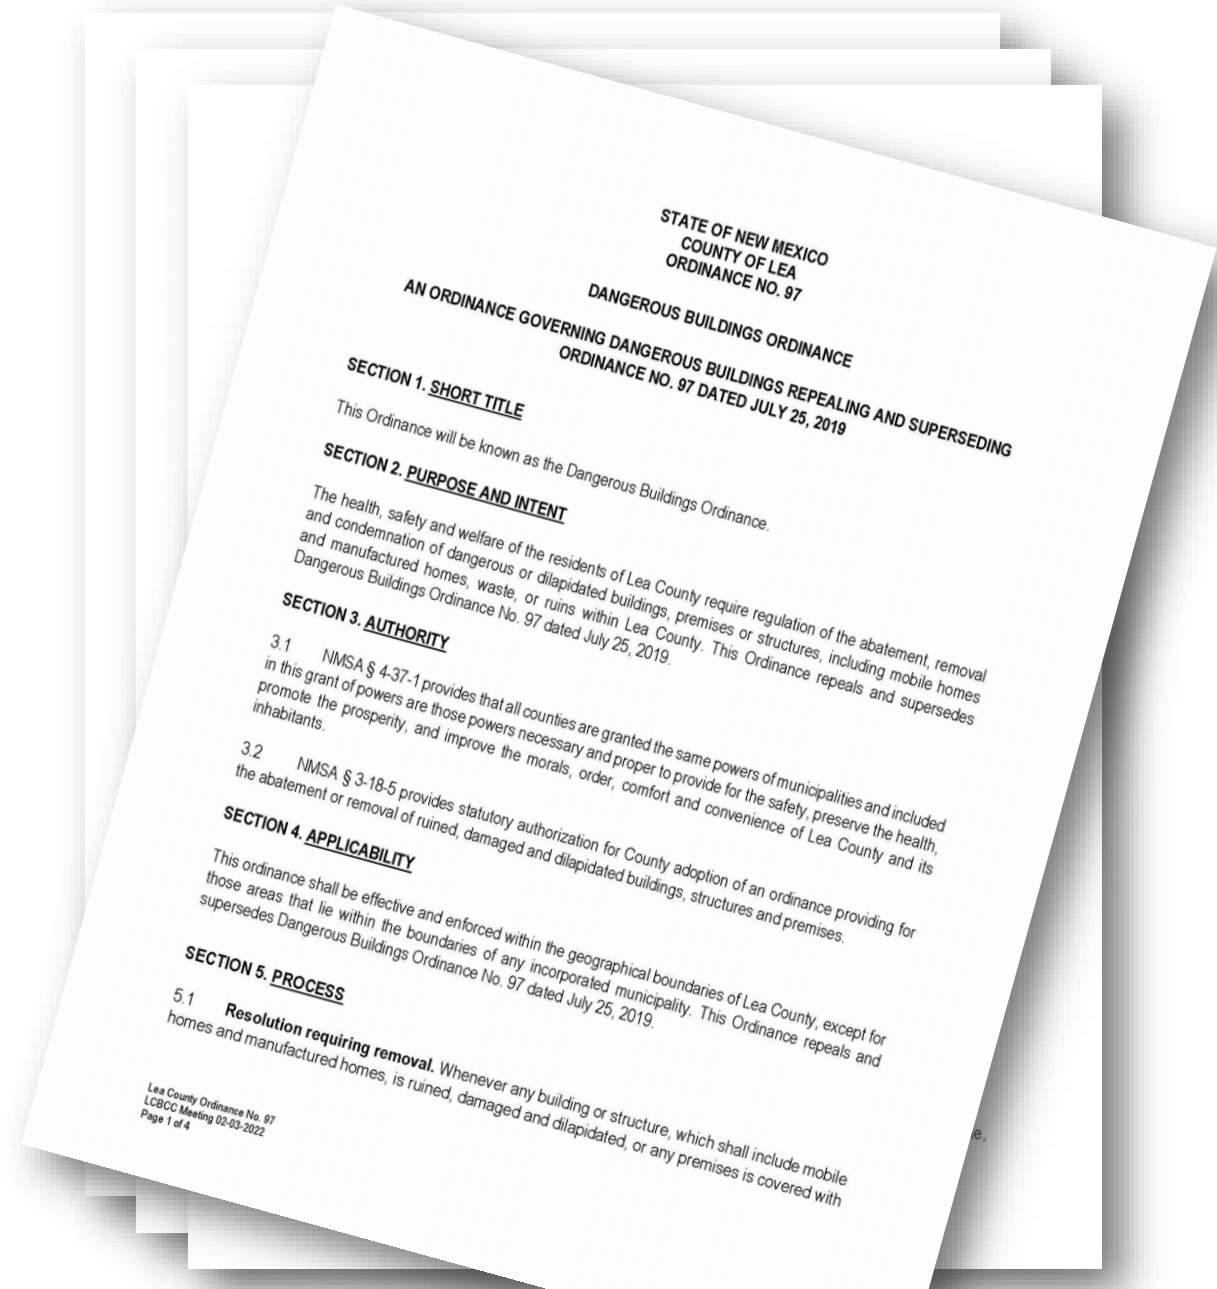 STATE OF NEW MEXICO
COUNTY OF LEA
ORDINANCE NO. 97
DANGEROUS BUILDINGS ORDINANCE
AN ORDINANCE GOVERNING DANGEROUS BUILDINGS REPEALING AND SUPERSEDING
ORDINANCE NO. 97 DATED JULY 25, 2019
SECTION 1. SHORT TITLE
This Ordinance will be known as the Dangerous Buildings Ordinance.
SECTION 2. PURPOSE AND INTENT
The health, safety and welfare of the residents of Lea County require regulation of the abatement, removal
and condemnation of dangerous or dilapidated buildings, premises or structures, including mobile homes
and manufactured homes, waste, or ruins within Lea County. This Ordinance repeals and supersedes
Dangerous Buildings Ordinance No. 97 dated July 25, 2019.
SECTION 3. AUTHORITY
3.1 NMSA § 4-37-1 provides that all counties are granted the same powers of municipalities and included
in this grant of powers are those powers necessary and proper to provide for the safety, preserve the health,
promote the prosperity, and improve the morals, order, comfort and convenience of Lea County and its
inhabitants.
3.2 NMSA § 3-18-5 provides statutory authorization for County adoption of an ordinance providing for
the abatement or removal of ruined, damaged and dilapidated buildings, structures and premises.
SECTION 4. APPLICABILITY
This ordinance shall be effective and enforced within the geographical boundaries of Lea County, except for
those areas that lie within the boundaries of any incorporated municipality. This Ordinance repeals and
supersedes Dangerous Buildings Ordinance No. 97 dated July 25, 2019.
SECTION 5. PROCESS
5.1 Resolution requiring removal. Whenever any building or structure, which shall include mobile
homes and manufactured homes, is ruined, damaged and dilapidated, or any premises is covered with
Lea County Ordinance No. 97
LCBCC Meeting 02-03-2022
Page 1 of 4